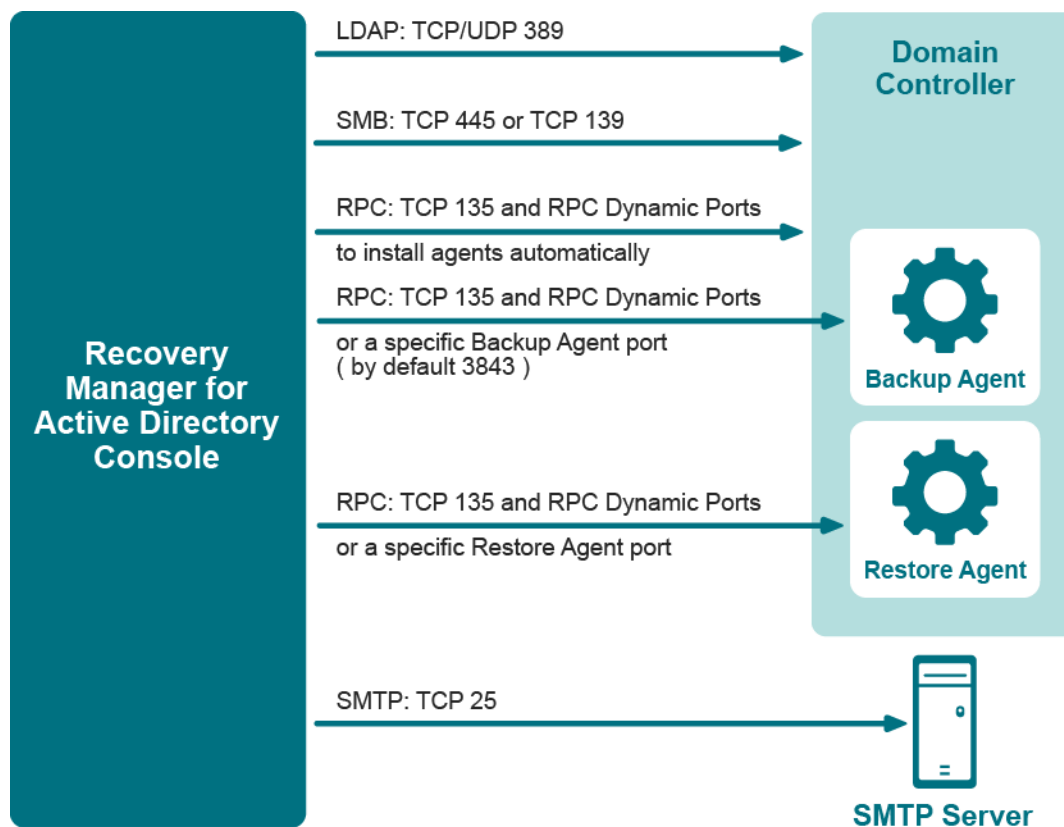 LDAP: TCP/UDP 389
Domain
Controller
SMB: TCP 445 or TCP 139
RPC: TCP 135 and RPC Dynamic Ports
to install agents automatically
RPC: TCP 135 and RPC Dynamic Ports
or a specific Backup Agent port
( by default 3843 )
Backup Agent
Recovery
Manager for
Active Directory
Console
RPC: TCP 135 and RPC Dynamic Ports
or a specific Restore Agent port
Restore Agent
SMTP: TCP 25
SMTP Server